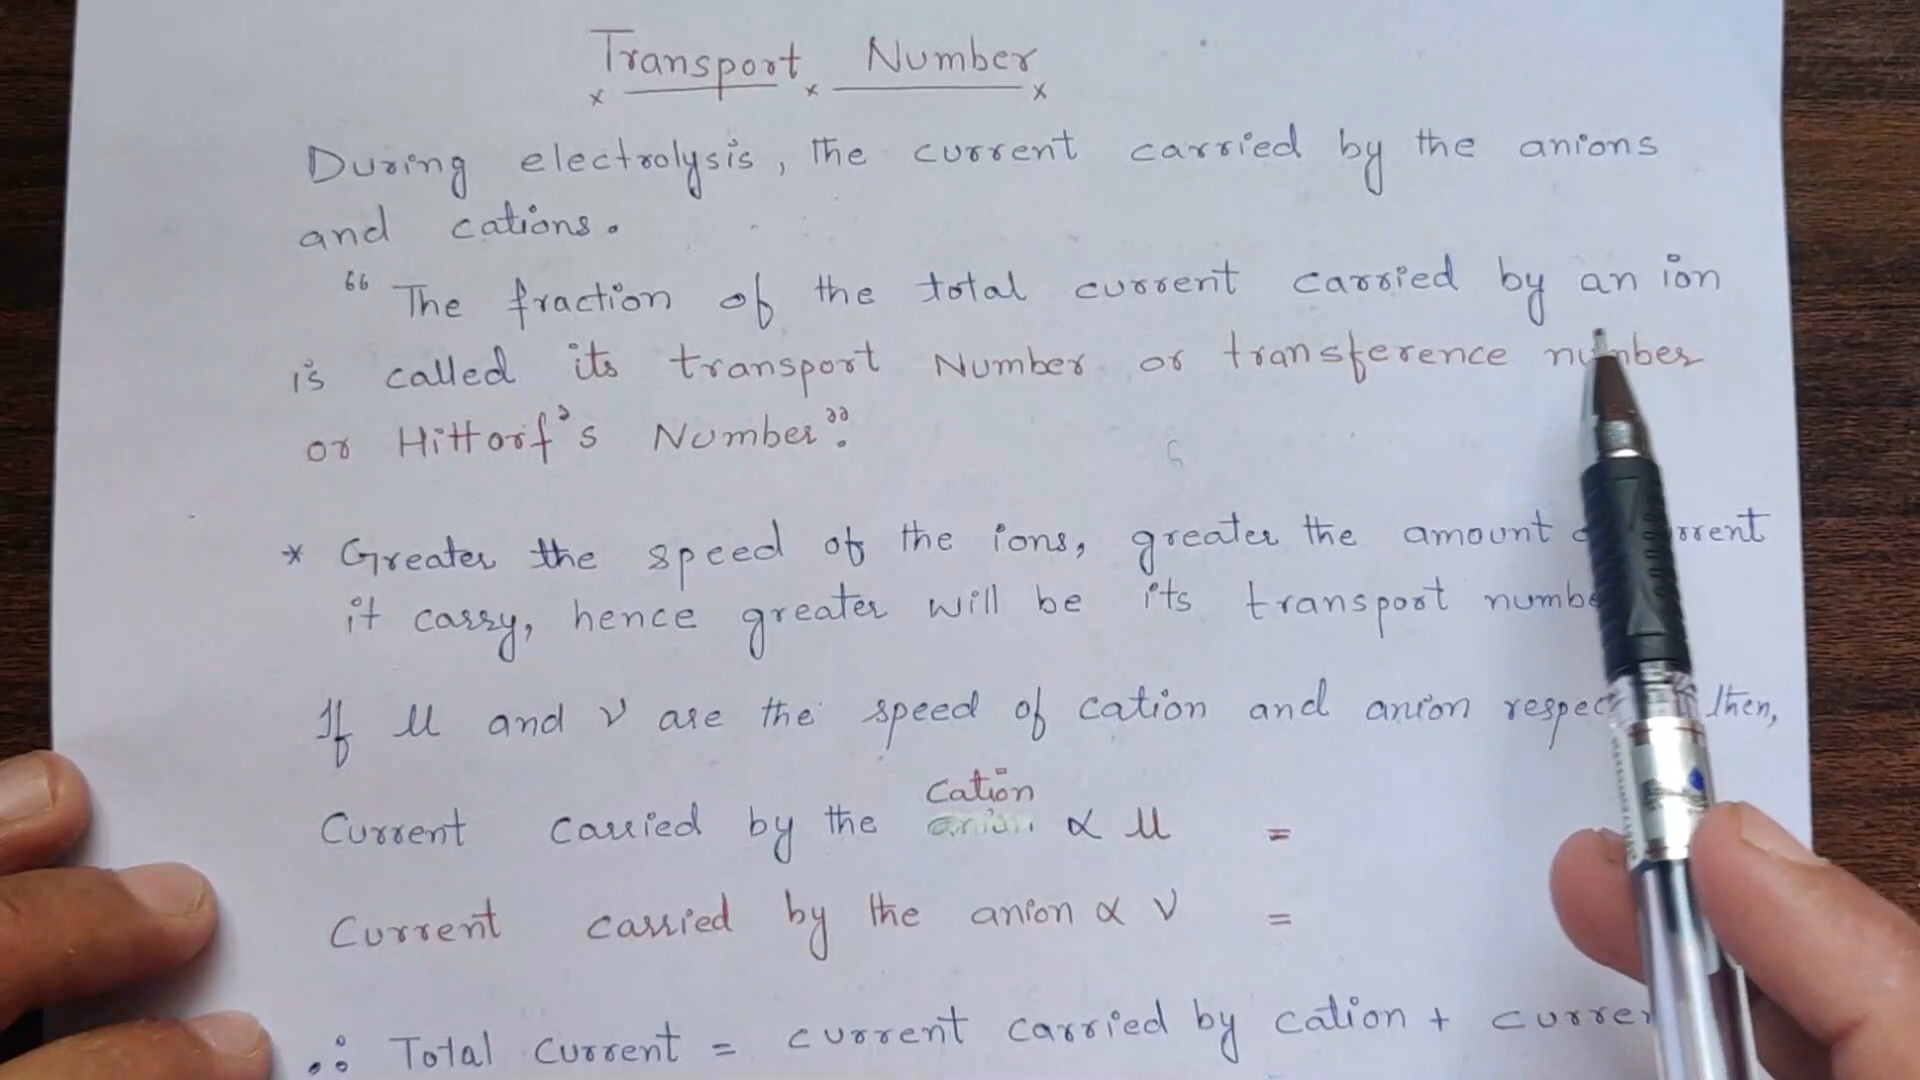 Transport Number
During electrolysis, the current carried by the anions
and cations.
"The fraction of the total current carried by an ion
is called its transport Number or transference number
or Hittorf's Number".
* Greater the speed of the ions, greater the amount
it carry, hence greater will be its transport
If u and v are the speed of cation and anion then,
Cation
Current carried by the anion ∝ u =
Current carried by the anion ∝ v =
∴ Total Current = current carried by cation +